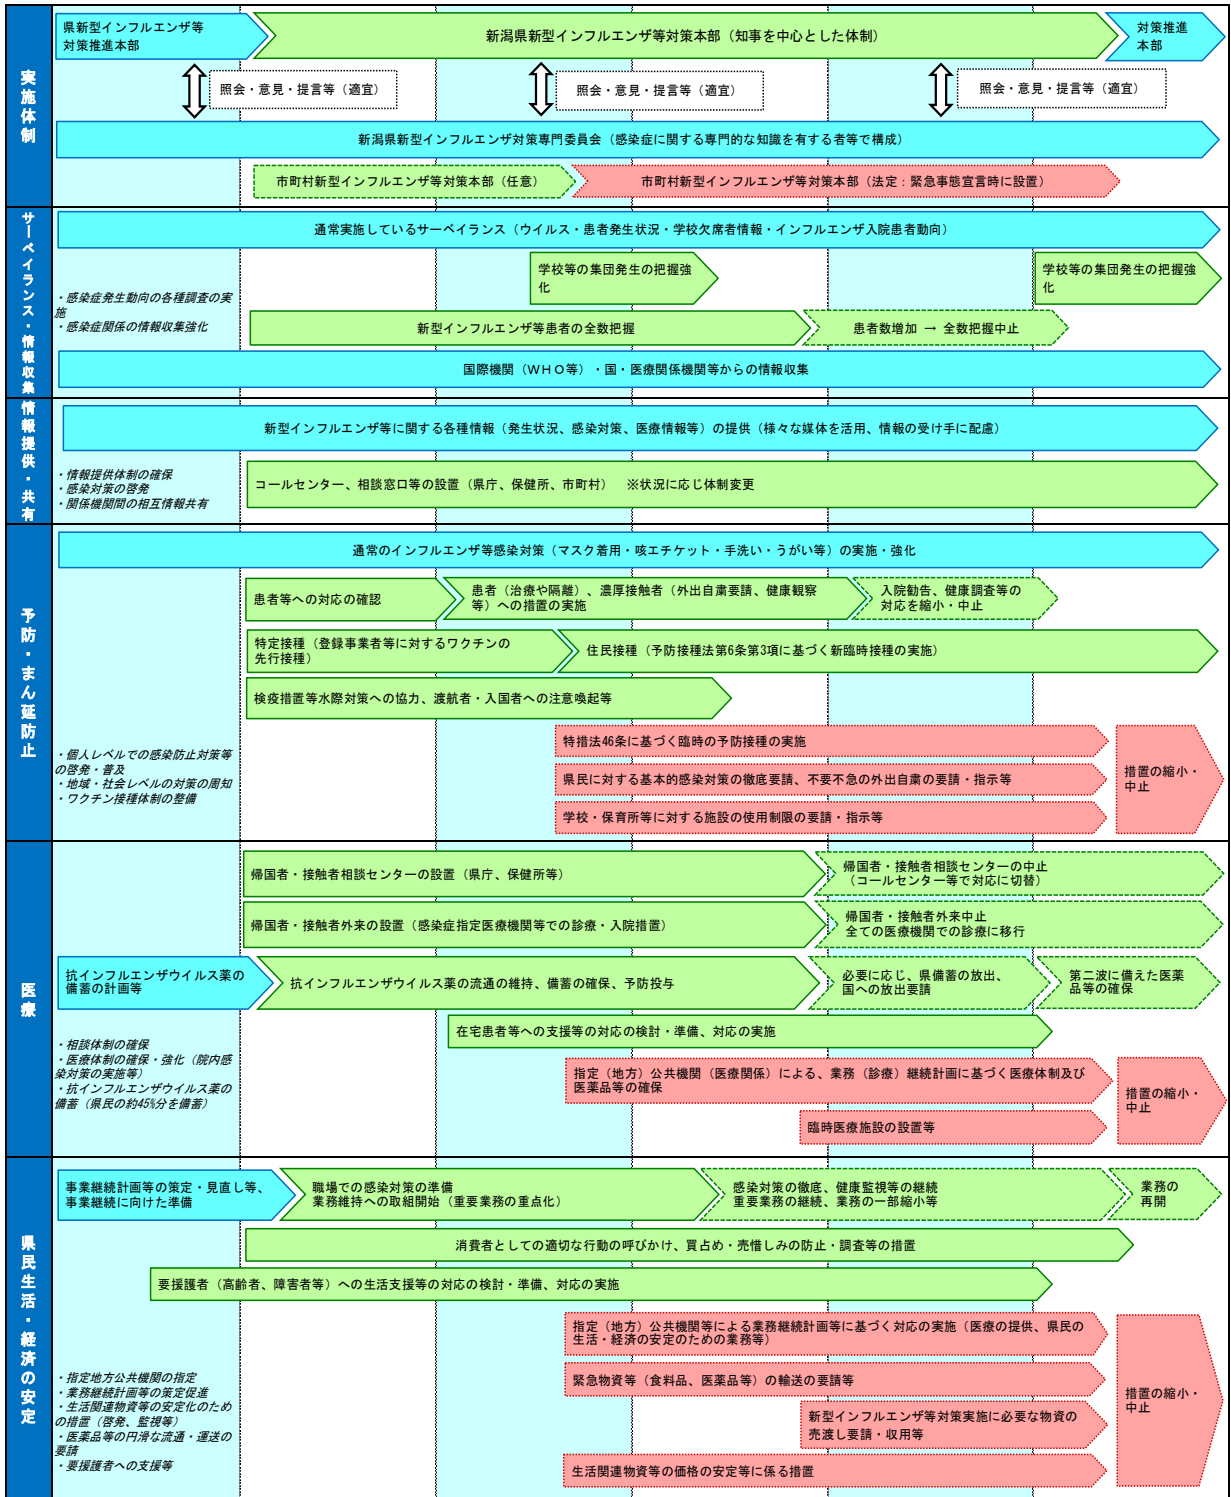 実施体制
県新型インフルエンザ等
対策推進本部
新潟県新型インフルエンザ等対策本部（知事を中心とした体制）
対策推進
本部
照会・意見・提言等（適宜）
照会・意見・提言等（適宜）
照会・意見・提言等（適宜）
新潟県新型インフルエンザ対策専門委員会（感染症に関する専門的な知識を有する者等で構成）
市町村新型インフルエンザ等対策本部（任意）
市町村新型インフルエンザ等対策本部（法定：緊急事態宣言時に設置）
サーベイランス・情報収集
通常実施しているサーベイランス（ウイルス・患者発生状況・学校欠席者情報・インフルエンザ入院患者動向）
学校等の集団発生の把握強
化
学校等の集団発生の把握強
化
・感染症発生動向の各種調査の実
施
・感染症関係の情報収集強化
新型インフルエンザ等患者の全数把握
患者数増加 → 全数把握中止
国際機関（ＷＨＯ等）・国・医療関係機関等からの情報収集
情報提供・共有
新型インフルエンザ等に関する各種情報（発生状況、感染対策、医療情報等）の提供（様々な媒体を活用、情報の受け手に配慮）
・情報提供体制の確保
・感染対策の啓発
・関係機関間の相互情報共有
コールセンター、相談窓口等の設置（県庁、保健所、市町村）　※状況に応じ体制変更
予防・まん延防止
通常のインフルエンザ等感染対策（マスク着用・咳エチケット・手洗い・うがい等）の実施・強化
患者等への対応の確認
患者（治療や隔離）、濃厚接触者（外出自粛要請、健康観察
等）への措置の実施
入院勧告、健康調査等の
対応を縮小・中止
特定接種（登録事業者等に対するワクチンの
先行接種）
住民接種（予防接種法第6条第3項に基づく新臨時接種の実施）
検疫措置等水際対策への協力、渡航者・入国者への注意喚起等
特措法46条に基づく臨時の予防接種の実施
県民に対する基本的感染対策の徹底要請、不要不急の外出自粛の要請・指示等
学校・保育所等に対する施設の使用制限の要請・指示等
措置の縮小・
中止
・個人レベルでの感染防止対策等
の啓発・普及
・地域・社会レベルの対策の周知
・ワクチン接種体制の整備
医療
帰国者・接触者相談センターの設置（県庁、保健所等）
帰国者・接触者相談センターの中止
（コールセンター等で対応に切替）
帰国者・接触者外来の設置（感染症指定医療機関等での診療・入院措置）
帰国者・接触者外来中止
全ての医療機関での診療に移行
抗インフルエンザウイルス薬の
備蓄の計画等
抗インフルエンザウイルス薬の流通の維持、備蓄の確保、予防投与
必要に応じ、県備蓄の放出、
国への放出要請
第二波に備えた医薬
品等の確保
在宅患者等への支援等の対応の検討・準備、対応の実施
・相談体制の確保
・医療体制の確保・強化（院内感
染対策の実施等）
・抗インフルエンザウイルス薬の
備蓄（県民の約45%分を備蓄）
指定（地方）公共機関（医療関係）による、業務（診療）継続計画に基づく医療体制及び
医薬品等の確保
臨時医療施設の設置等
措置の縮小・
中止
県民生活・経済の安定
事業継続計画等の策定・見直し等、
事業継続に向けた準備
職場での感染対策の準備
業務維持への取組開始（重要業務の重点化）
感染対策の徹底、健康監視等の継続
重要業務の継続、業務の一部縮小等
業務の
再開
消費者としての適切な行動の呼びかけ、買占め・売惜しみの防止・調査等の措置
要援護者（高齢者、障害者等）への生活支援等の対応の検討・準備、対応の実施
指定（地方）公共機関等による業務継続計画等に基づく対応の実施（医療の提供、県民の
生活・経済の安定のための業務等）
緊急物資等（食料品、医薬品等）の輸送の要請等
新型インフルエンザ等対策実施に必要な物資の
売渡し要請・収用等
生活関連物資等の価格の安定等に係る措置
措置の縮小・
中止
・指定地方公共機関の指定
・業務継続計画等の策定促進
・生活関連物資等の安定化のため
の措置（啓発、監視等）
・医薬品等の円滑な流通・運送の
要請
・要援護者への支援等